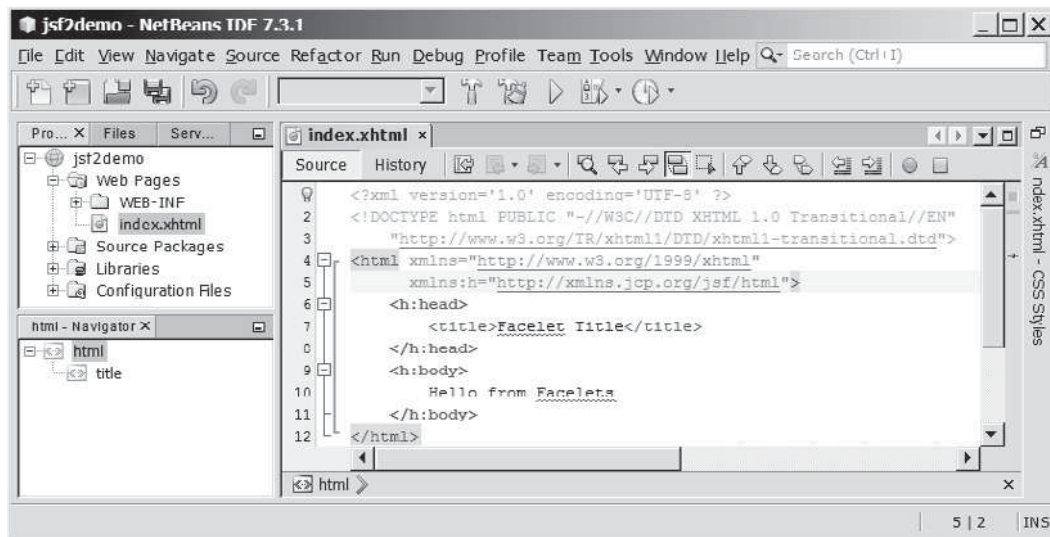 jsf2demo - NetBeans IDE 7.3.1
File Edit View Navigate Source Refactor Run Debug Profile Team Tools Window Help Search (Ctrl+I)
Pro... × Files Serv...
index.xhtml ×
jsf2demo
Web Pages
WEB-INF
index.xhtml
Source Packages
Libraries
Configuration Files
html - Navigator ×
html
title
Source History
<?xml version='1.0' encoding='UTF-8' ?>
2 <!DOCTYPE html PUBLIC "-//W3C//DTD XHTML 1.0 Transitional//EN"
3 "http://www.w3.org/TR/xhtml1/DTD/xhtml1-transitional.dtd">
4 <html xmlns="http://www.w3.org/1999/xhtml"
5 xmlns:h="http://xmlns.jcp.org/jsf/html">
6 <h:head>
7 <title>Facelet Title</title>
8 </h:head>
9 <h:body>
10 Hello from Facelets
11 </h:body>
12 </html>
html
ndex.xhtml - CSS Styles
5 | 2 INS